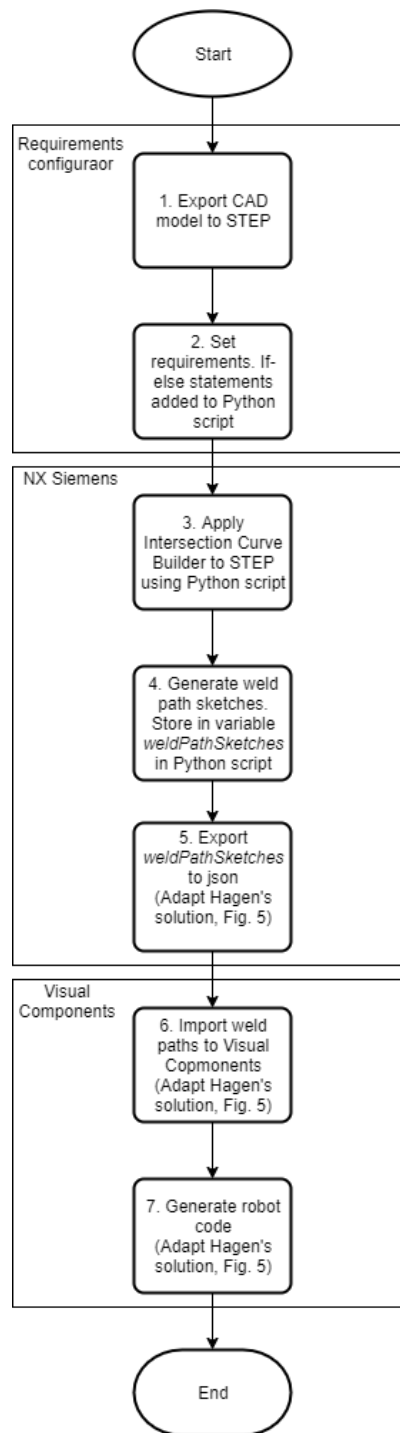 Start
Requirements
configuraor
1. Export CAD
model to STEP
2. Set
requirements. If-
else statements
added to Python
script
NX Siemens
3. Apply
Intersection Curve
Builder to STEP
using Python script
4. Generate weld
path sketches.
Store in variable
weldPathSketches
in Python script
5. Export
weldPathSketches
to json
(Adapt Hagen's
solution, Fig. 5)
Visual
Components
6. Import weld
paths to Visual
Copmonents
(Adapt Hagen's
solution, Fig. 5)
7. Generate robot
code
(Adapt Hagen's
solution, Fig. 5)
End